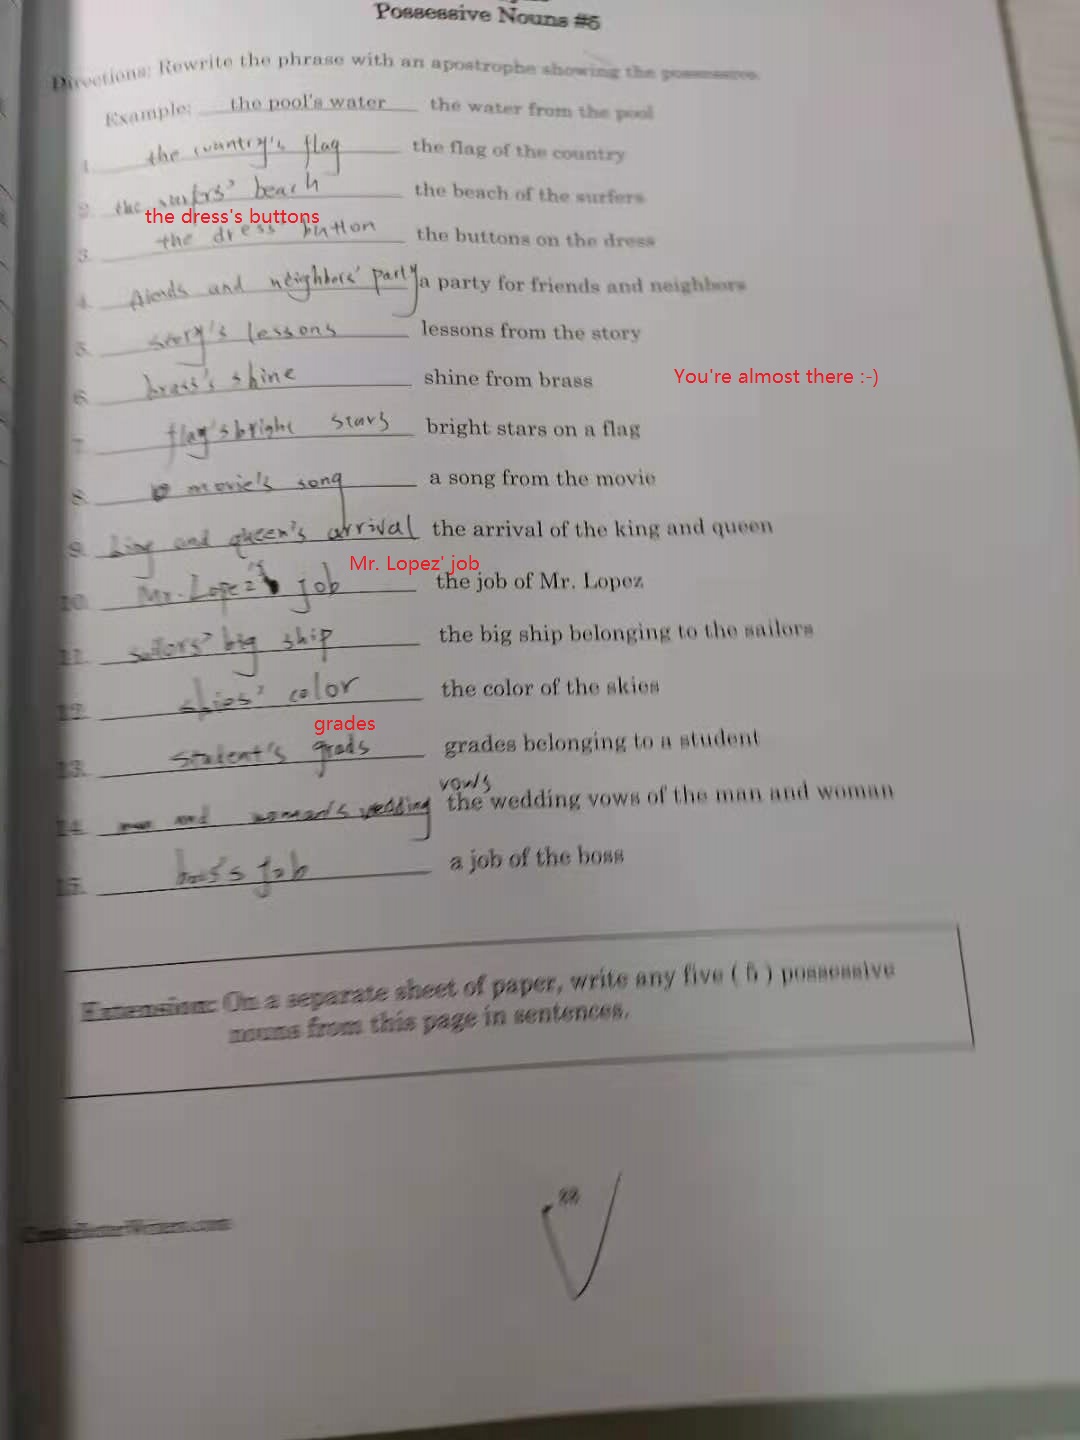 Possessive Nouns #5
Directions: Rewrite the phrase with an apostrophe showing the possessive.
Example: the pool's water the water from the pool
1. the country's flag the flag of the country
2. the surfers' beach the beach of the surfers
the dress's buttons
3. the dress' button the buttons on the dress
4. friends and neighbors' party a party for friends and neighbors
5. story's lessons lessons from the story
6. brass's shine shine from brass You're almost there :-)
7. flag's bright stars bright stars on a flag
8. movie's song a song from the movie
9. king and queen's arrival the arrival of the king and queen
Mr. Lopez' job
10. Mr. Lopez's job the job of Mr. Lopez
11. sailors' big ship the big ship belonging to the sailors
12. skies' color the color of the skies
grades
13. student's grads grades belonging to a student
vows
14. man and woman's wedding the wedding vows of the man and woman
15. boss's job a job of the boss
Extension: On a separate sheet of paper, write any five ( 5 ) possessive
nouns from this page in sentences.